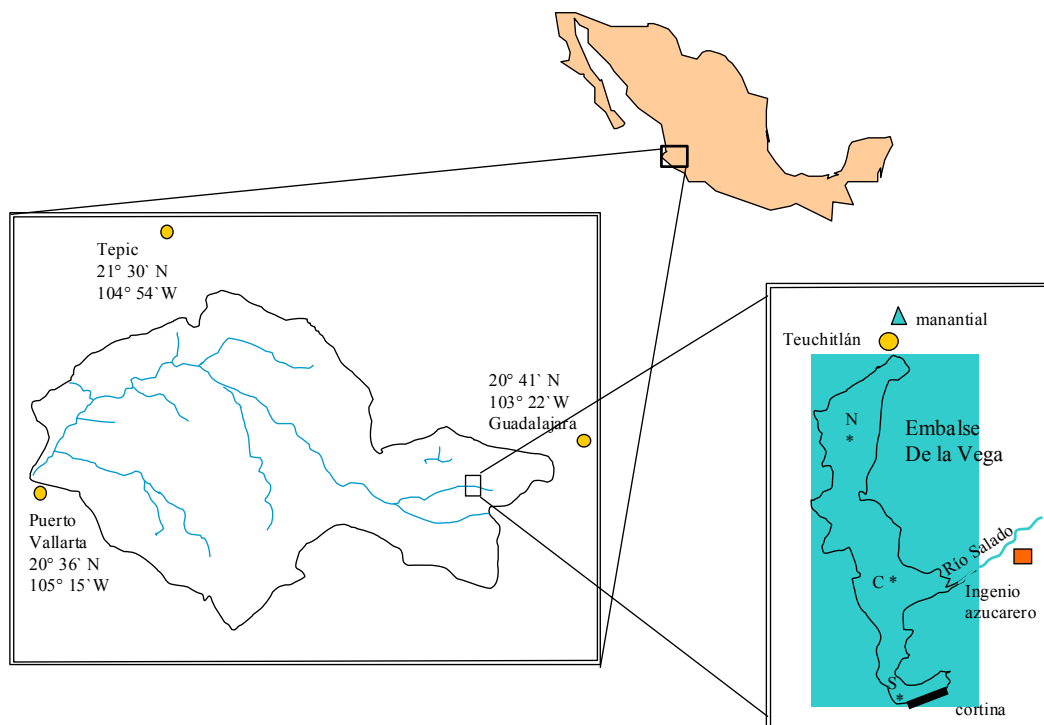 Tepic
21° 30` N
104° 54`W
20° 41` N
103° 22`W
Guadalajara
Puerto
Vallarta
20° 36` N
105° 15`W
manantial
Teuchitlán
N
*
Embalse
De la Vega
Río Salado
C *
Ingenio
azucarero
S
*
cortina